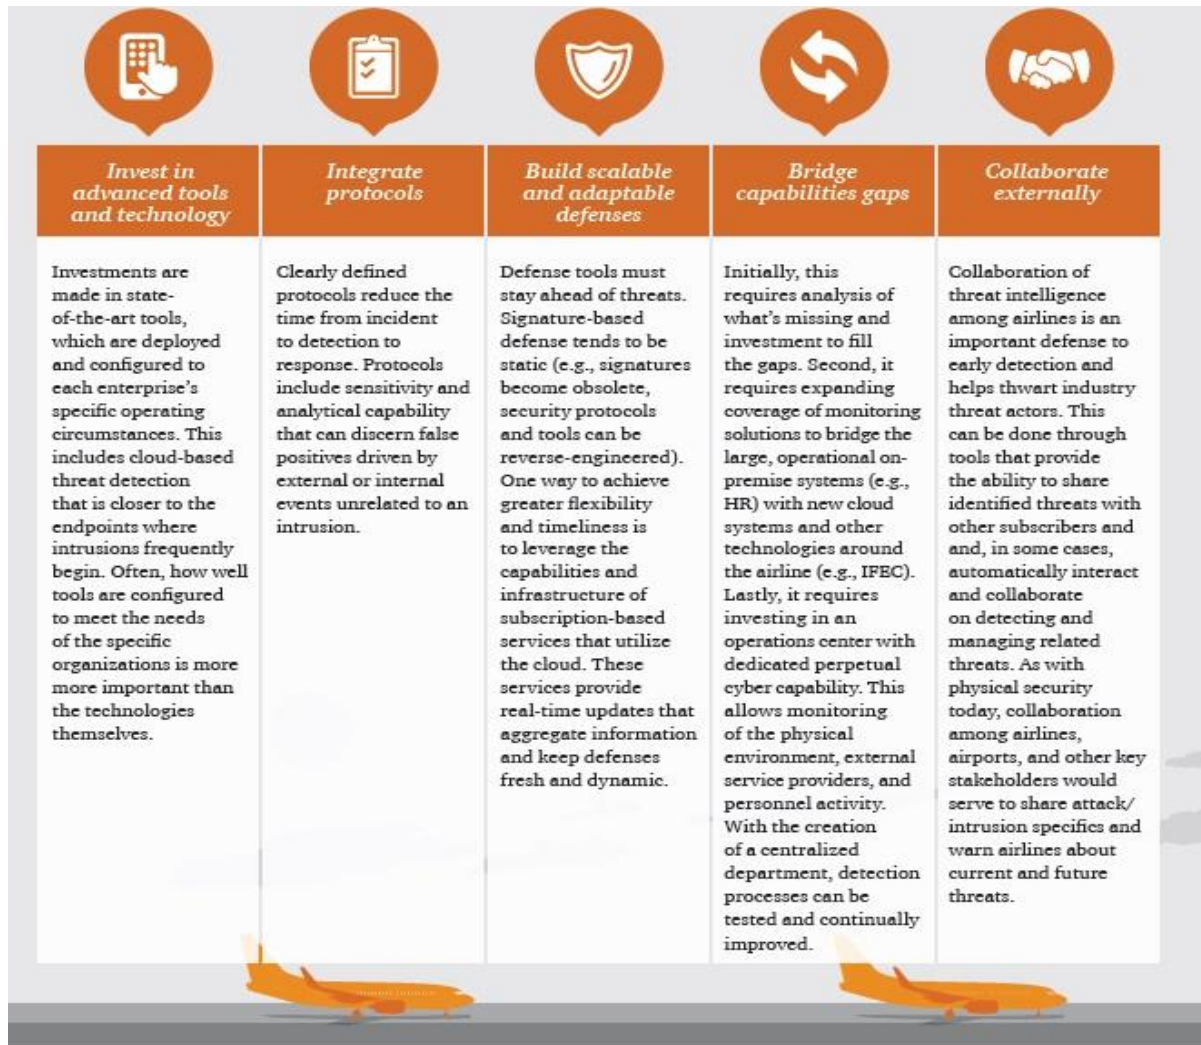 Invest in
advanced tools
and technology
Investments are
made in state-
of-the-art tools,
which are deployed
and configured to
each enterprise's
specific operating
circumstances. This
includes cloud-based
threat detection
that is closer to the
endpoints where
intrusions frequently
begin. Often, how well
tools are configured
to meet the needs
of the specific
organizations is more
more important than
the technologies
themselves.
Integrate
protocols
Clearly defined
protocols reduce the
time from incident
to detection to
response. Protocols
include sensitivity and
analytical capability
that can discern false
positives driven by
external or internal
events unrelated to an
intrusion.
Build scalable
and adaptable
defenses
Defense tools must
stay ahead of threats.
Signature-based
defense tends to be
static (e.g., signatures
become obsolete,
security protocols
and tools can be
reverse-engineered).
One way to achieve
greater flexibility
and timeliness is
to leverage the
capabilities and
infrastructure of
subscription-based
services that utilize
the cloud. These
services provide
real-time updates that
aggregate information
and keep defenses
fresh and dynamic.
Bridge
capabilities gaps
Initially, this
requires analysis of
what's missing and
investment to fill
the gaps. Second, it
requires expanding
coverage of monitoring
solutions to bridge the
large, operational on-
premise systems (e.g.,
HR) with new cloud
systems and other
technologies around
the airline (e.g., IFEC).
Lastly, it requires
investing in an
operations center with
dedicated perpetual
cyber capability. This
allows monitoring
of the physical
environment, external
service providers, and
personnel activity.
With the creation
of a centralized
department, detection
processes can be
tested and continually
improved.
Collaborate
externally
Collaboration of
threat intelligence
among airlines is an
important defense to
early detection and
helps thwart industry
threat actors. This
can be done through
tools that provide
the ability to share
identified threats with
other subscribers and
and, in some cases,
automatically interact
and collaborate
on detecting and
managing related
threats. As with
physical security
today, collaboration
among airlines,
airports, and other key
stakeholders would
serve to share attack/
intrusion specifics and
warn airlines about
current and future
threats.